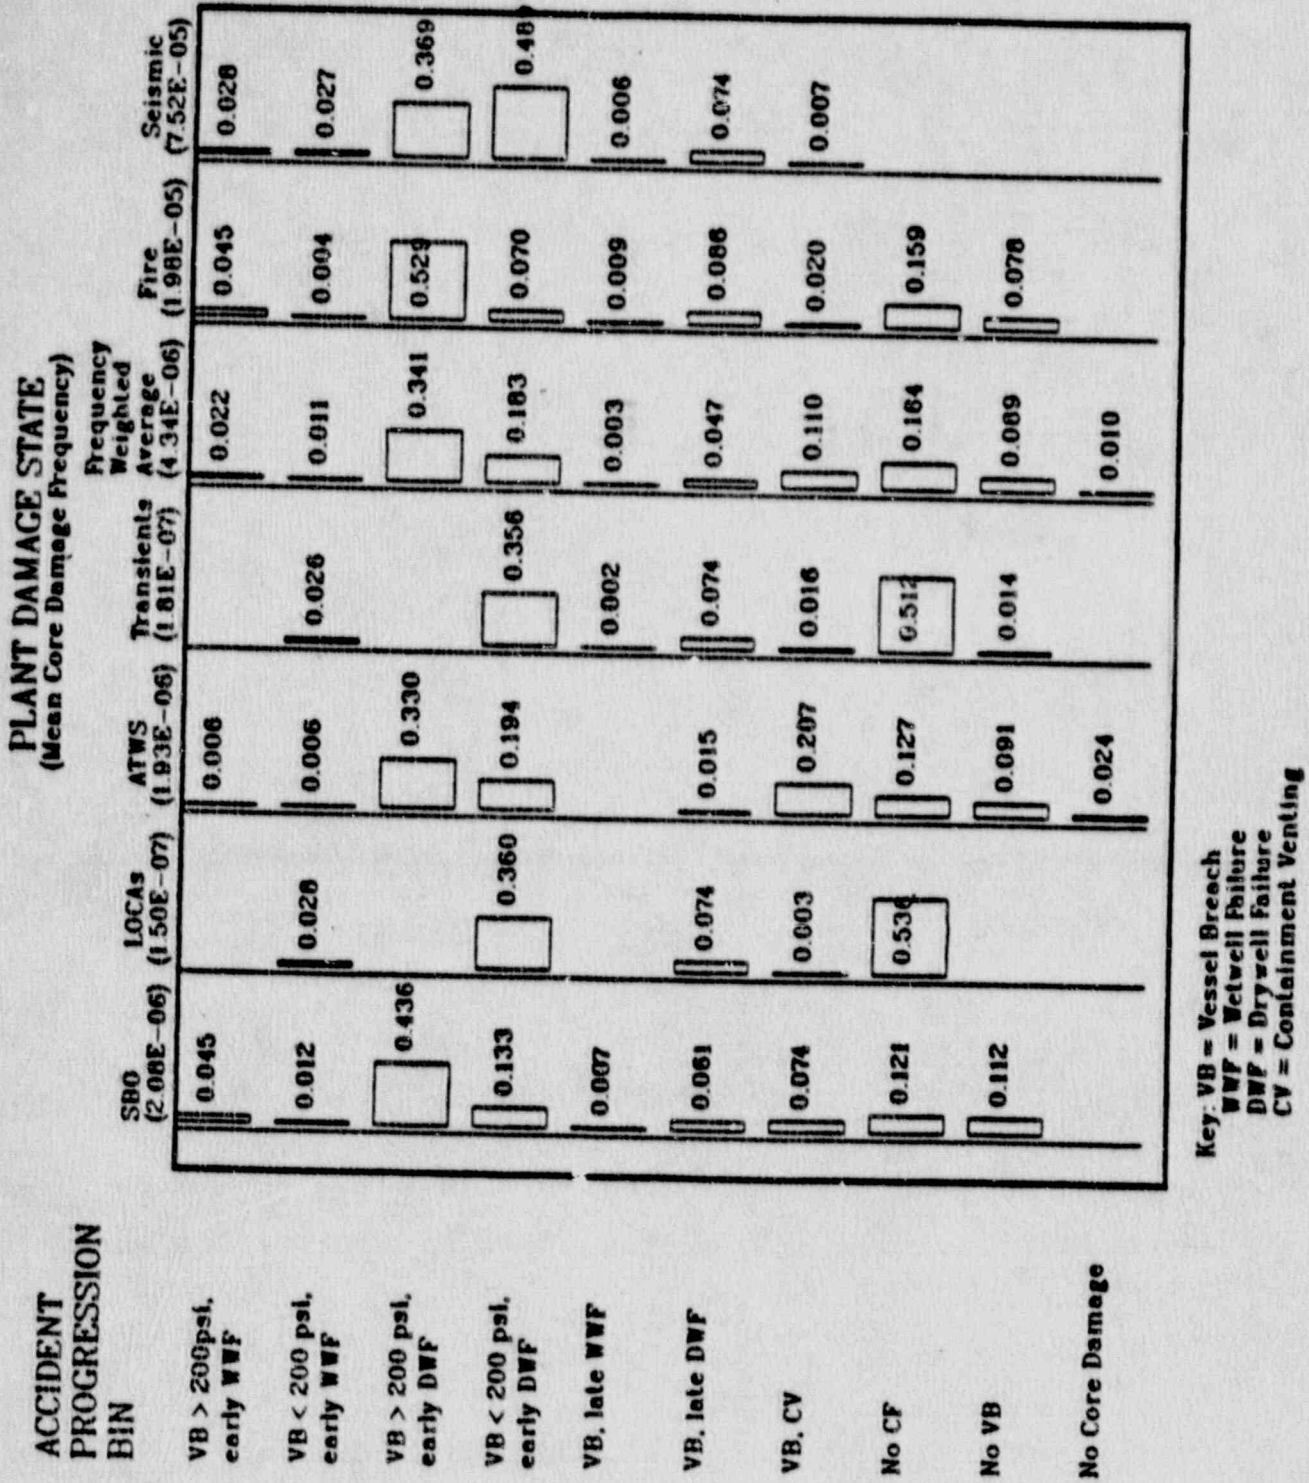 PLANT DAMAGE STATE
(Mean Core Damage Frequency)
ACCIDENT
PROGRESSION
BIN
SBO
(2.08E-06)
LOCAs
(1.50E-07)
ATWS
(1.93E-06)
Transients
(1.81E-07)
Frequency
Weighted
Average
(4.34E-06)
Fire
(1.98E-05)
Seismic
(7.52E-05)
VB > 200psi,
early WWF
0.045 0.008 0.022 0.045 0.028
VB < 200 psi,
early WWF
0.012 0.028 0.006 0.026 0.011 0.004 0.027
VB > 200 psi,
early DWF
0.436 0.330 0.341 0.529 0.369
VB < 200 psi,
early DWF
0.133 0.360 0.194 0.356 0.183 0.070 0.489
VB, late WWF
0.007 0.002 0.003 0.009 0.006
VB, late DWF
0.061 0.074 0.015 0.074 0.047 0.086 0.074
VB, CV
0.074 0.003 0.207 0.016 0.110 0.020 0.007
No CF
0.121 0.536 0.127 0.512 0.184 0.159
No VB
0.112 0.091 0.014 0.089 0.078
No Core Damage
0.024 0.010
Key: VB = Vessel Breach
WWF = Wetwell Failure
DWF = Drywell Failure
CV = Containment Venting